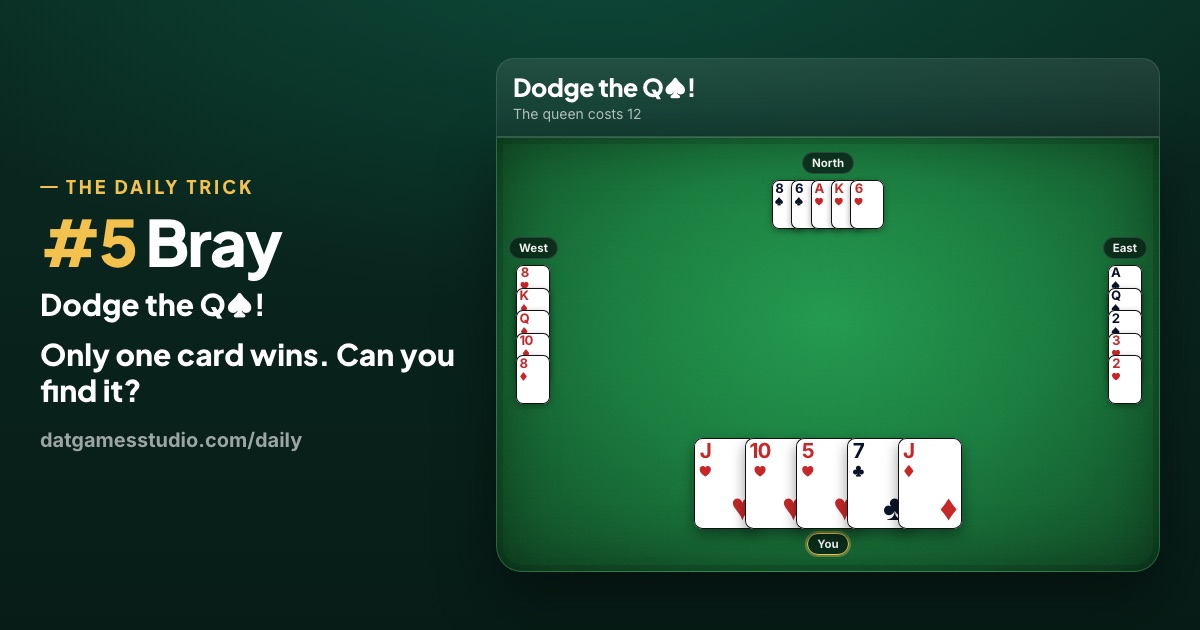 — THE DAILY TRICK
#5 Bray
Dodge the Q♠!
Only one card wins. Can you
find it?
datgamesstudio.com/daily
Dodge the Q♠!
The queen costs 12
North
8♠ 6♠ A♥ K♥ 6♥
West
8♥
K♦
Q♦
10♦
8♦
East
A♠
Q♠
2♠
3♥
2♥
J♥ 10♥ 5♥ 7♣ J♦
You